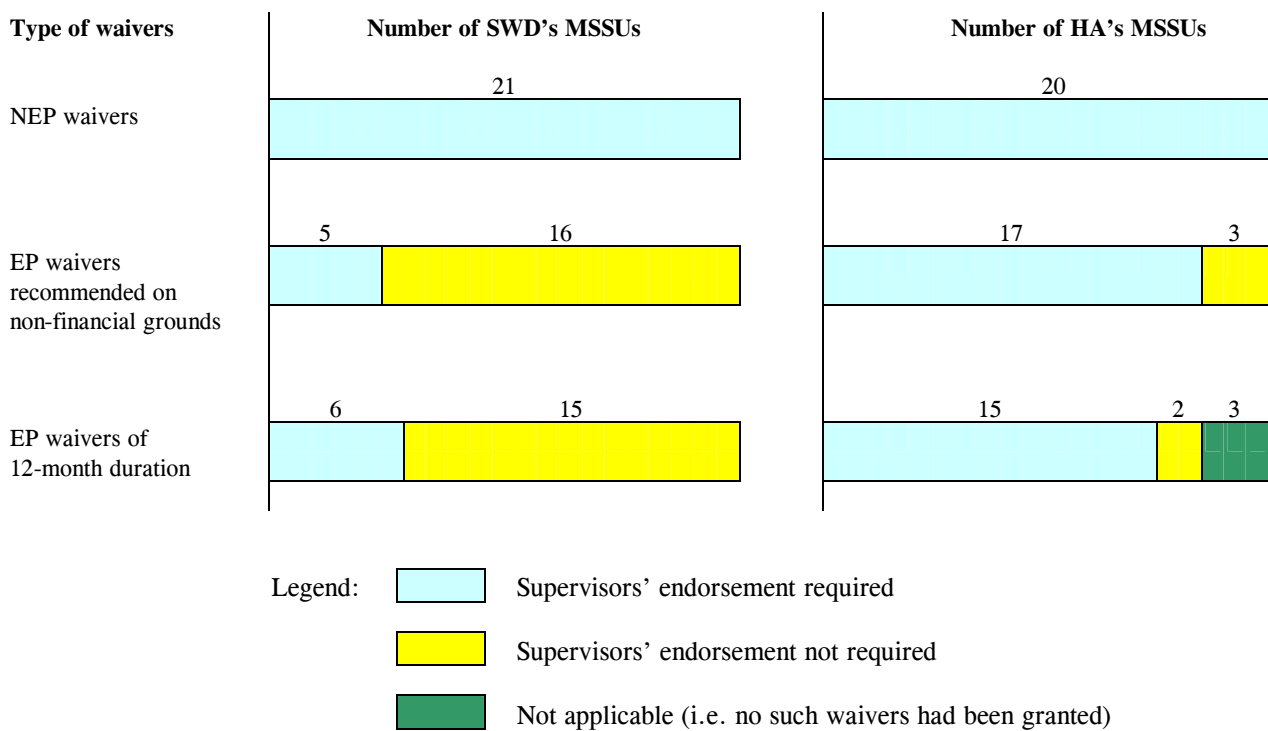 Type of waivers
Number of SWD’s MSSUs
Number of HA’s MSSUs
21
20
NEP waivers
5
16
17
3
EP waivers
recommended on
non-financial grounds
6
15
15
2
3
EP waivers of
12-month duration
Legend:
Supervisors’ endorsement required
Supervisors’ endorsement not required
Not applicable (i.e. no such waivers had been granted)